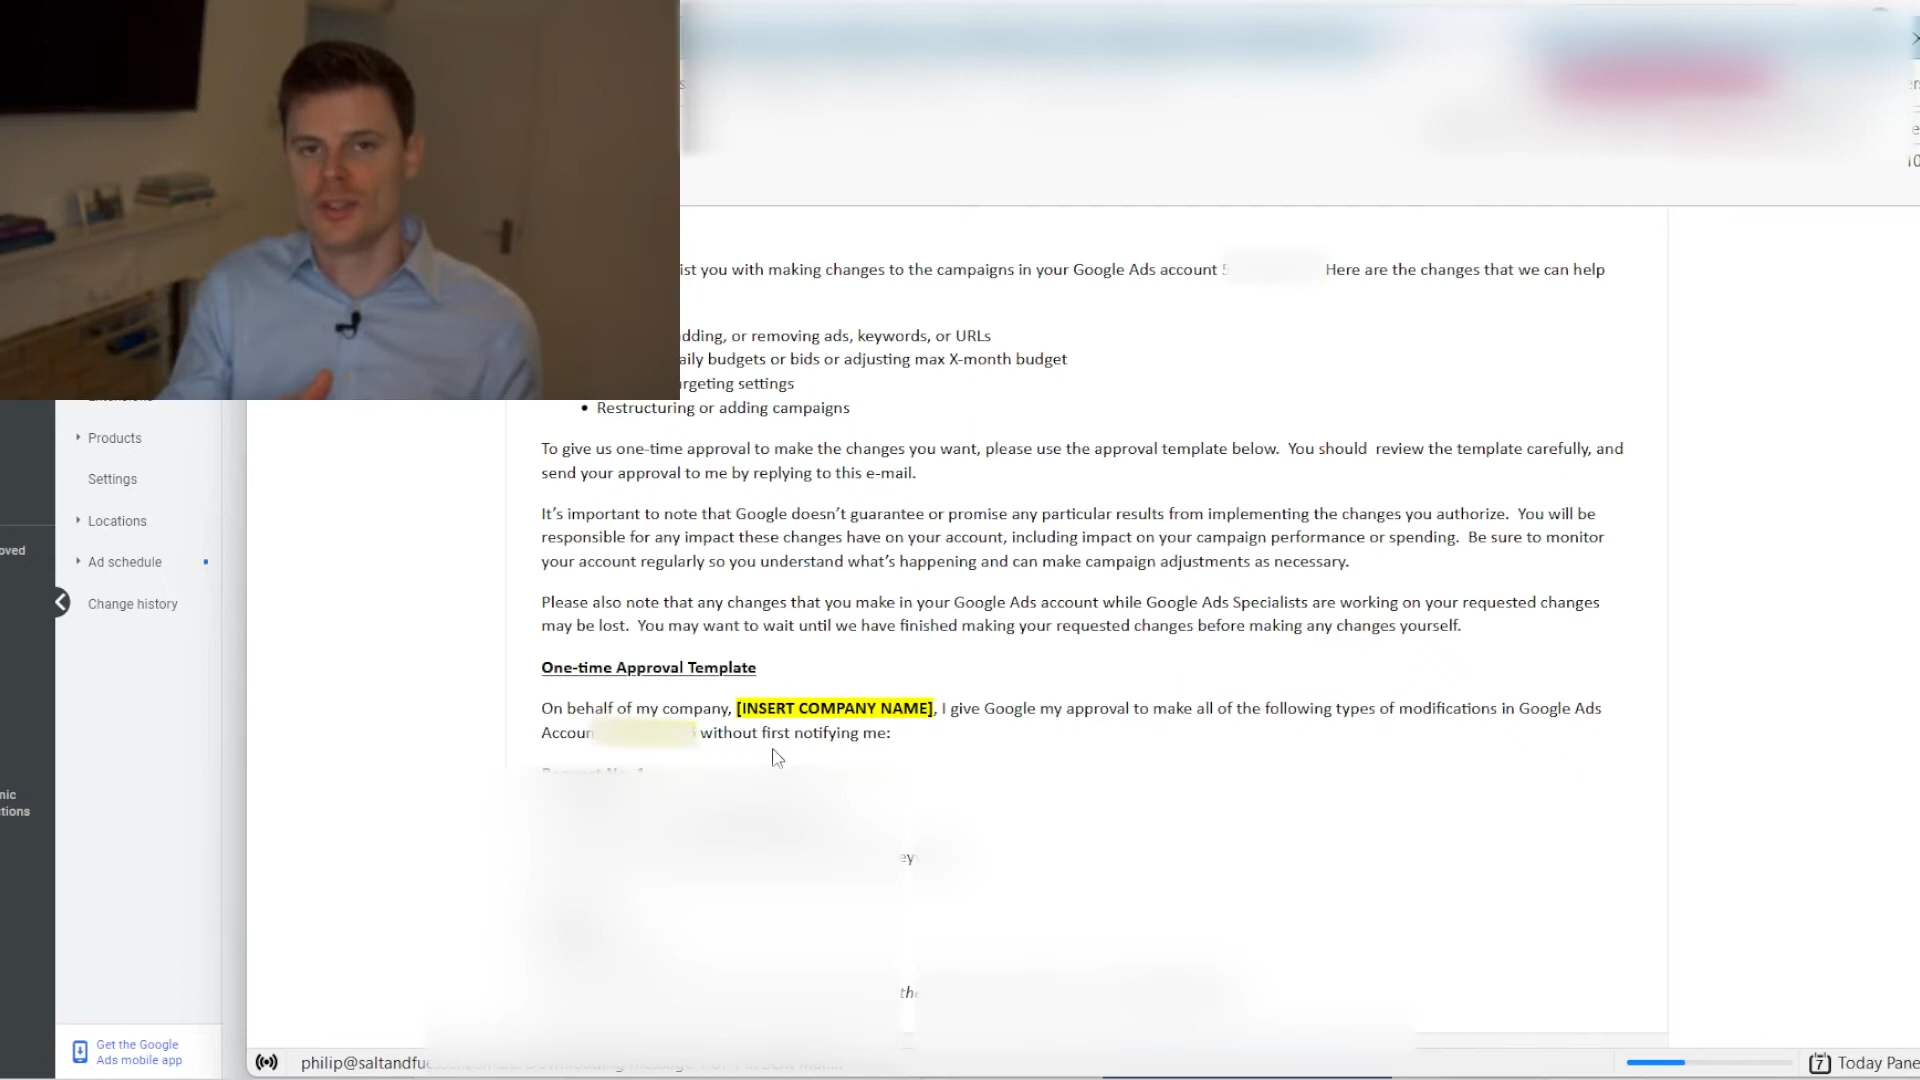 ist you with making changes to the campaigns in your Google Ads account 5 Here are the changes that we can help
dding, or removing ads, keywords, or URLs
aily budgets or bids or adjusting max X-month budget
rgeting settings
• Restructuring or adding campaigns
To give us one-time approval to make the changes you want, please use the approval template below. You should review the template carefully, and
send your approval to me by replying to this e-mail.
It's important to note that Google doesn't guarantee or promise any particular results from implementing the changes you authorize. You will be
responsible for any impact these changes have on your account, including impact on your campaign performance or spending. Be sure to monitor
your account regularly so you understand what's happening and can make campaign adjustments as necessary.
Please also note that any changes that you make in your Google Ads account while Google Ads Specialists are working on your requested changes
may be lost. You may want to wait until we have finished making your requested changes before making any changes yourself.
One-time Approval Template
On behalf of my company, [INSERT COMPANY NAME], I give Google my approval to make all of the following types of modifications in Google Ads
Accoun without first notifying me:
ey
the
Products
Settings
Locations
Ad schedule
Change history
oved
mic
ctions
Get the Google
Ads mobile app
philip@saltandfu
7 Today Pane